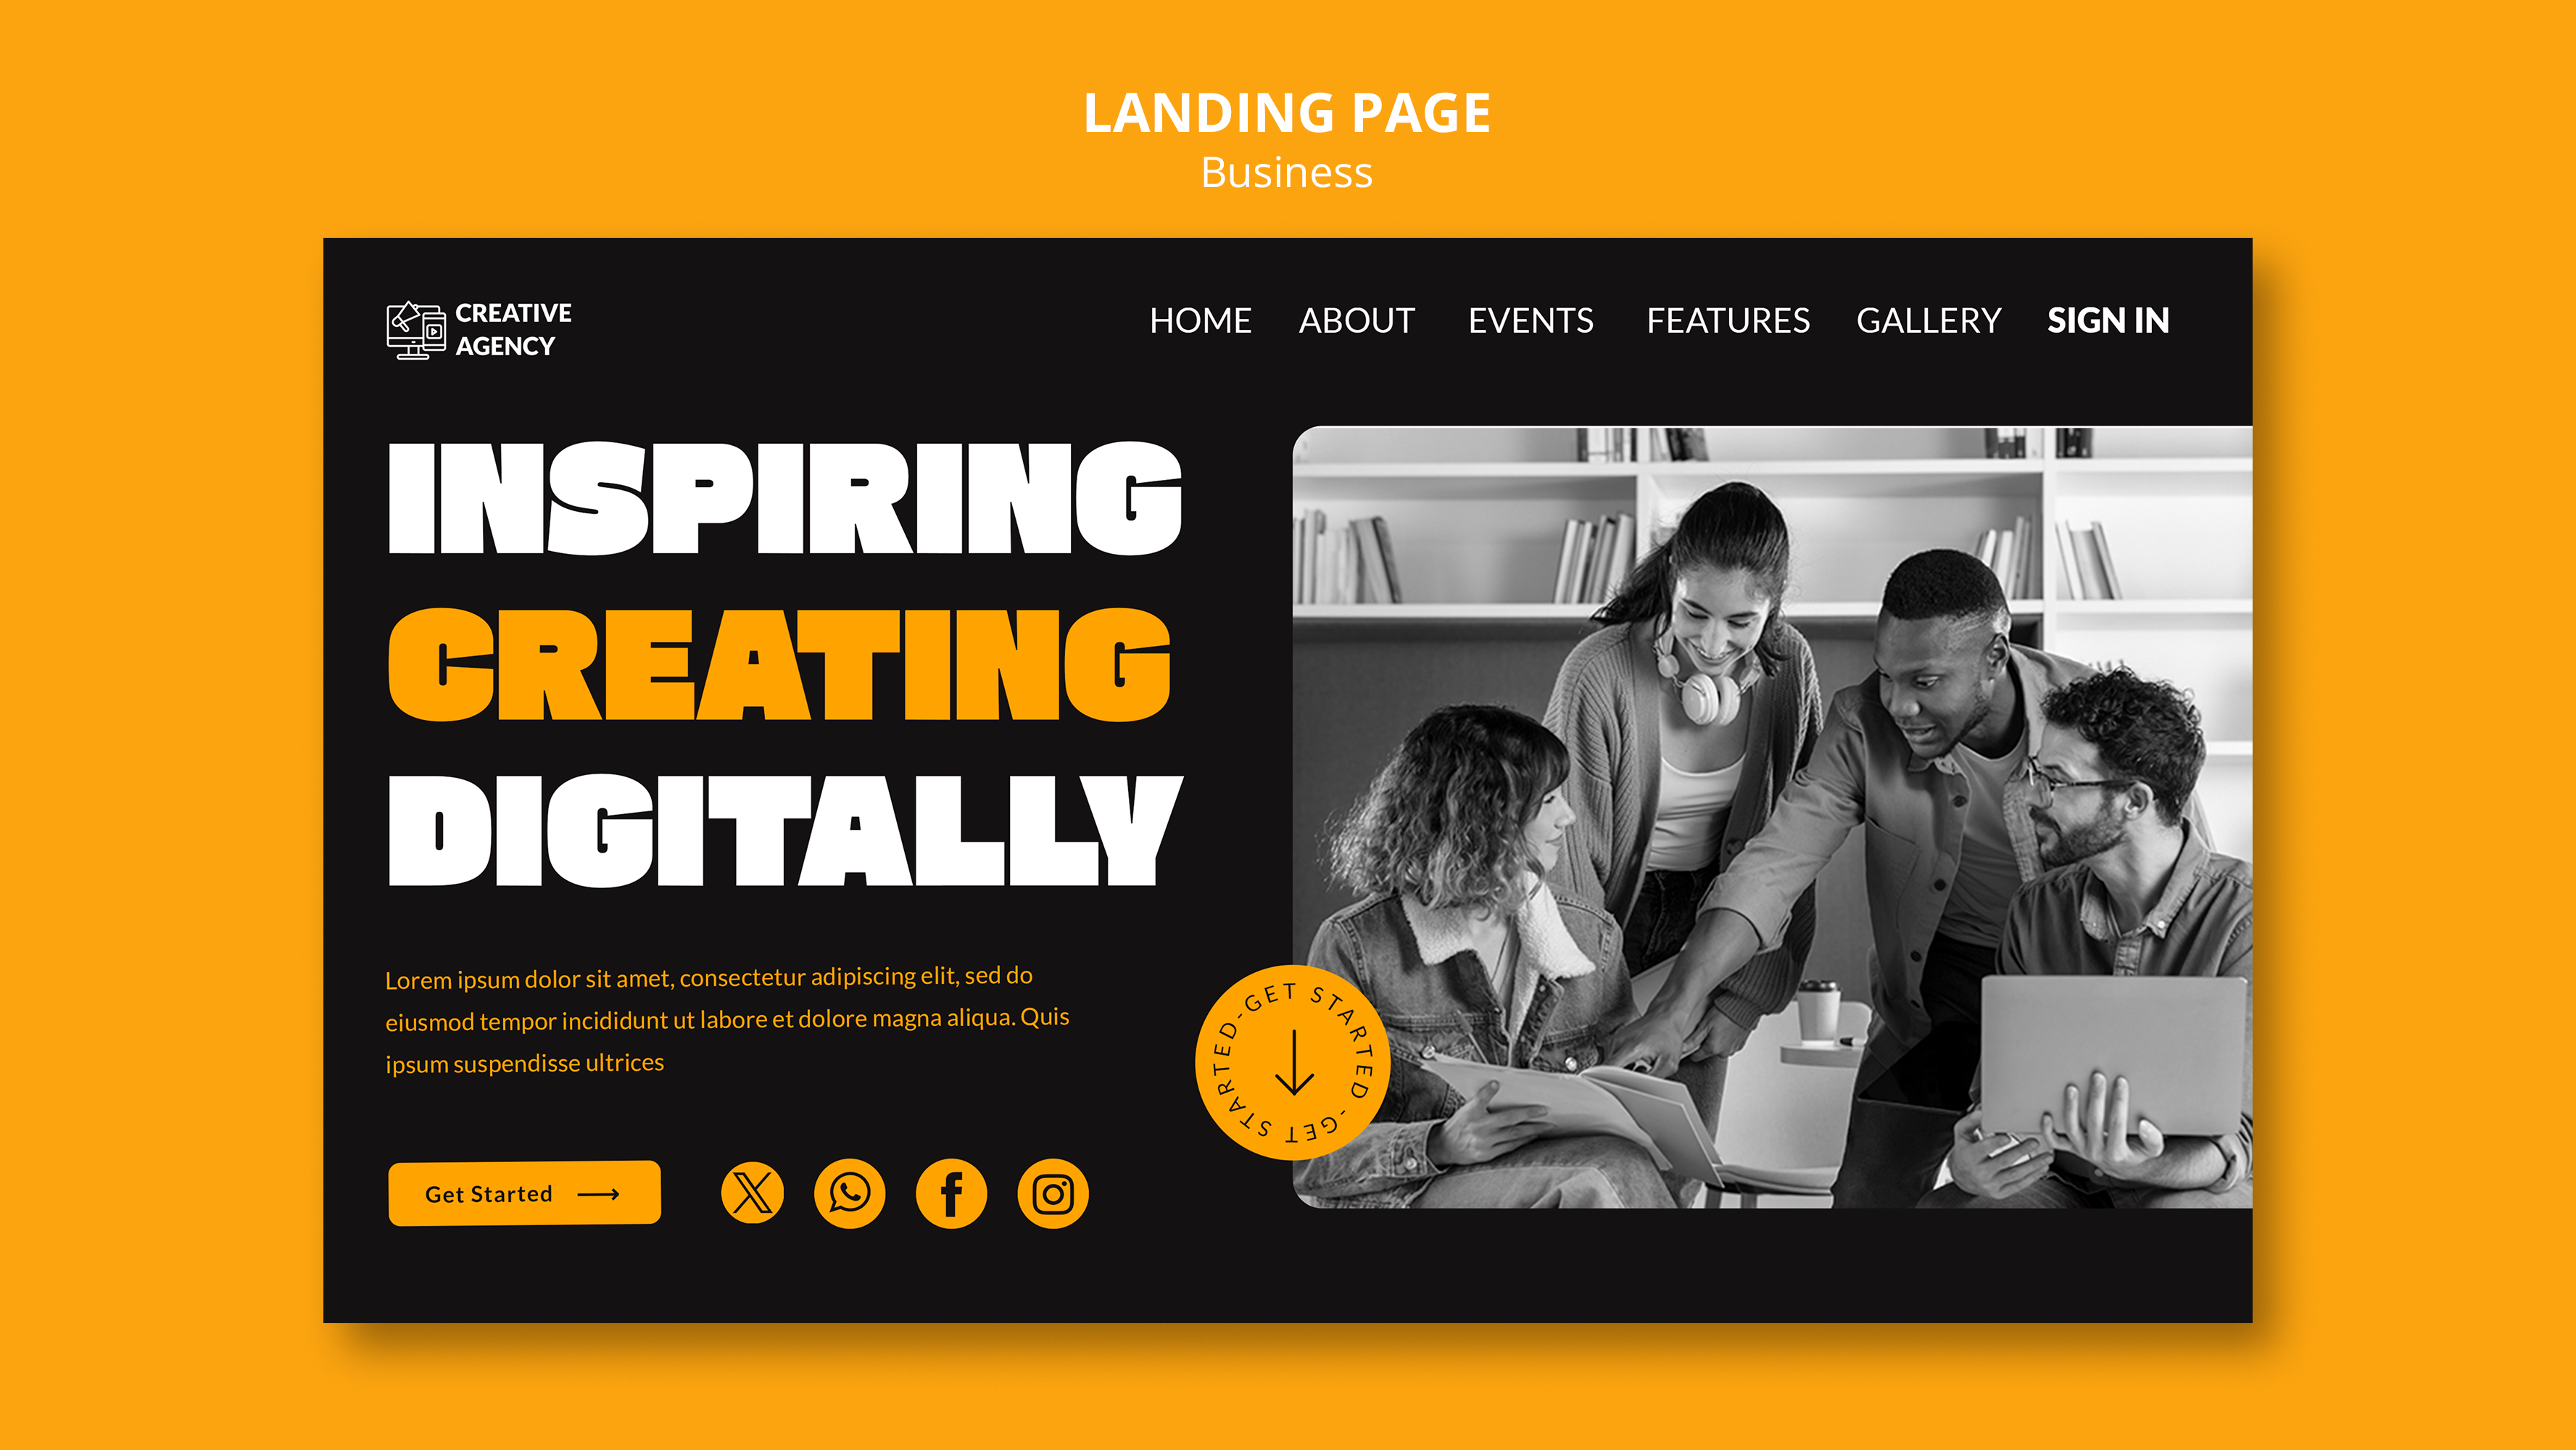 LANDING PAGE
Business
CREATIVE
AGENCY
HOME ABOUT EVENTS FEATURES GALLERY SIGN IN
INSPIRING
CREATING
DIGITALLY
Lorem ipsum dolor sit amet, consectetur adipiscing elit, sed do
eiusmod tempor incididunt ut labore et dolore magna aliqua. Quis
ipsum suspendisse ultrices
GET STARTED -GET STARTED-
Get Started